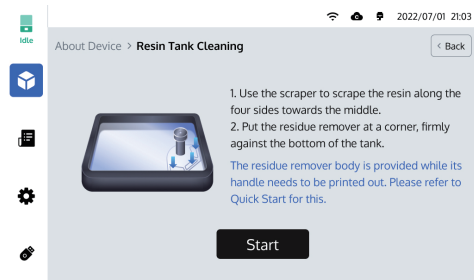 2022/07/01 21:03
Idle
About Device > Resin Tank Cleaning
< Back
1. Use the scraper to scrape the resin along the
four sides towards the middle.
2. Put the residue remover at a corner, firmly
against the bottom of the tank.
The residue remover body is provided while its
handle needs to be printed out. Please refer to
Quick Start for this.
Start